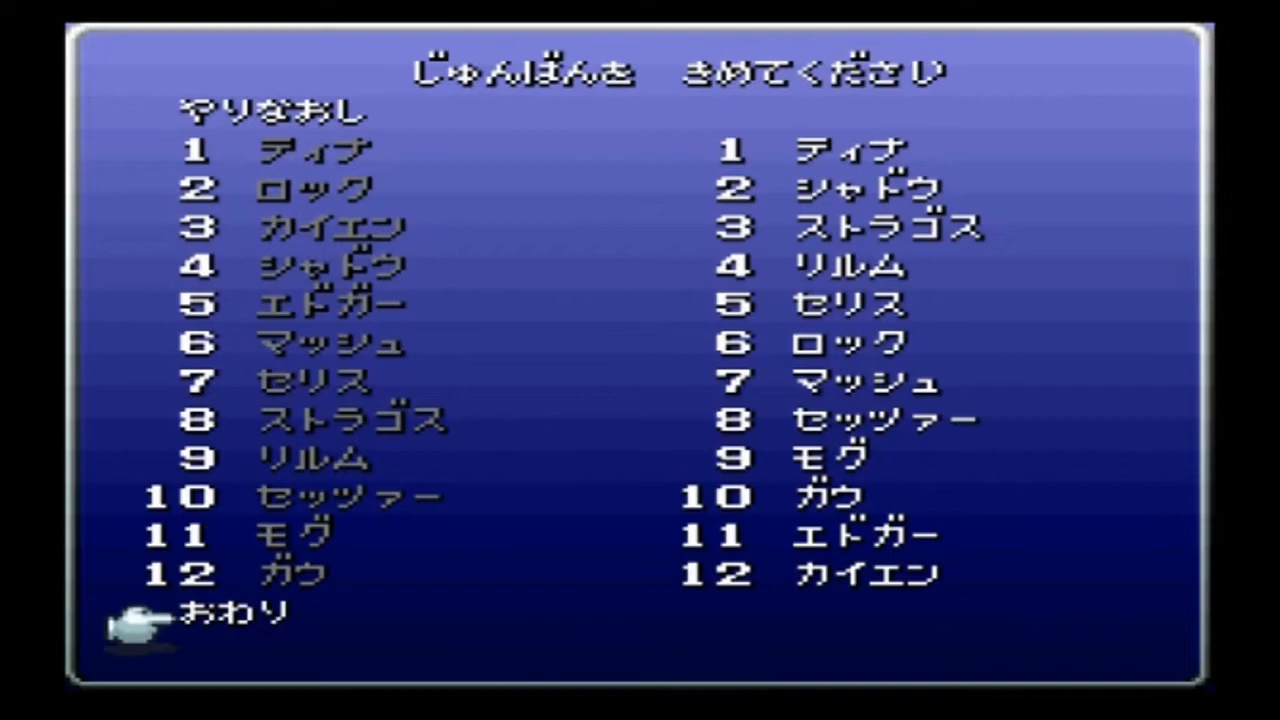 じゅんばんを きめてください
やりなおし
1 ティナ 1 ティナ
2 ロック 2 シャドウ
3 カイエン 3 ストラゴス
4 シャドウ 4 リルム
5 エドガー 5 セリス
6 マッシュ 6 ロック
7 セリス 7 マッシュ
8 ストラゴス 8 セッツァー
9 リルム 9 モグ
10 セッツァー 10 ガウ
11 モグ 11 エドガー
12 ガウ 12 カイエン
おわり